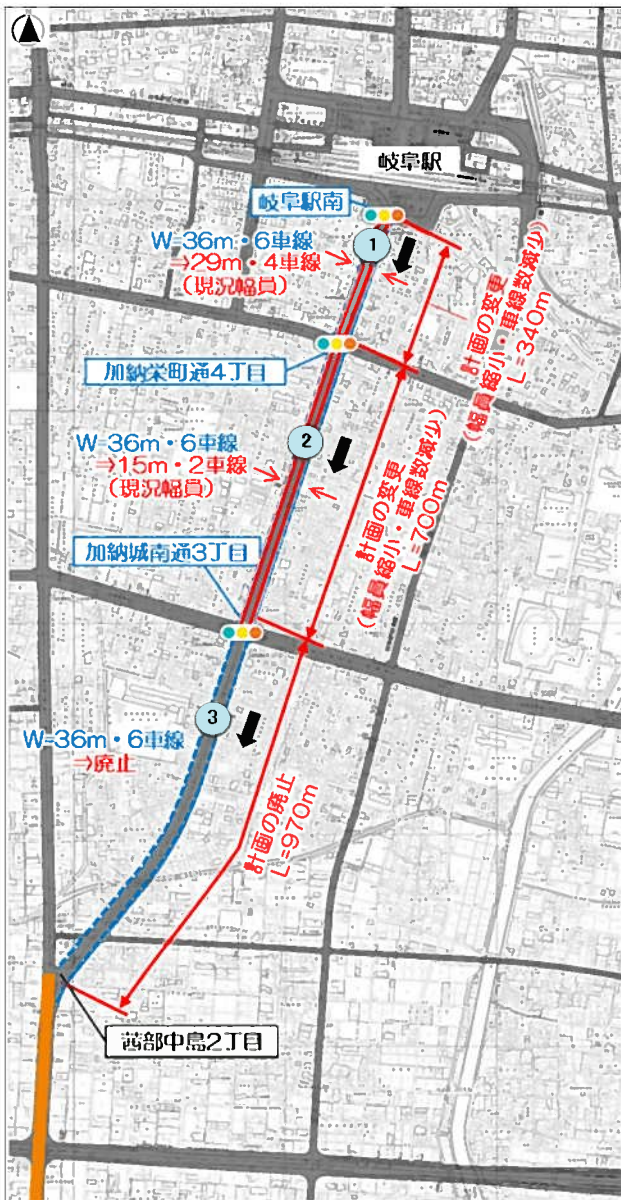 岐阜駅
岐阜駅南
W=36m・6車線
⇒29m・4車線
(現況幅員)
1
計画の変更
(幅員縮小・車線数減少)
L=340m
加納栄町通4丁目
2
W=36m・6車線
⇒15m・2車線
(現況幅員)
計画の変更
(幅員縮小・車線数減少)
L=700m
加納城南通3丁目
3
W=36m・6車線
⇒廃止
計画の廃止
L=970m
茜部中島2丁目